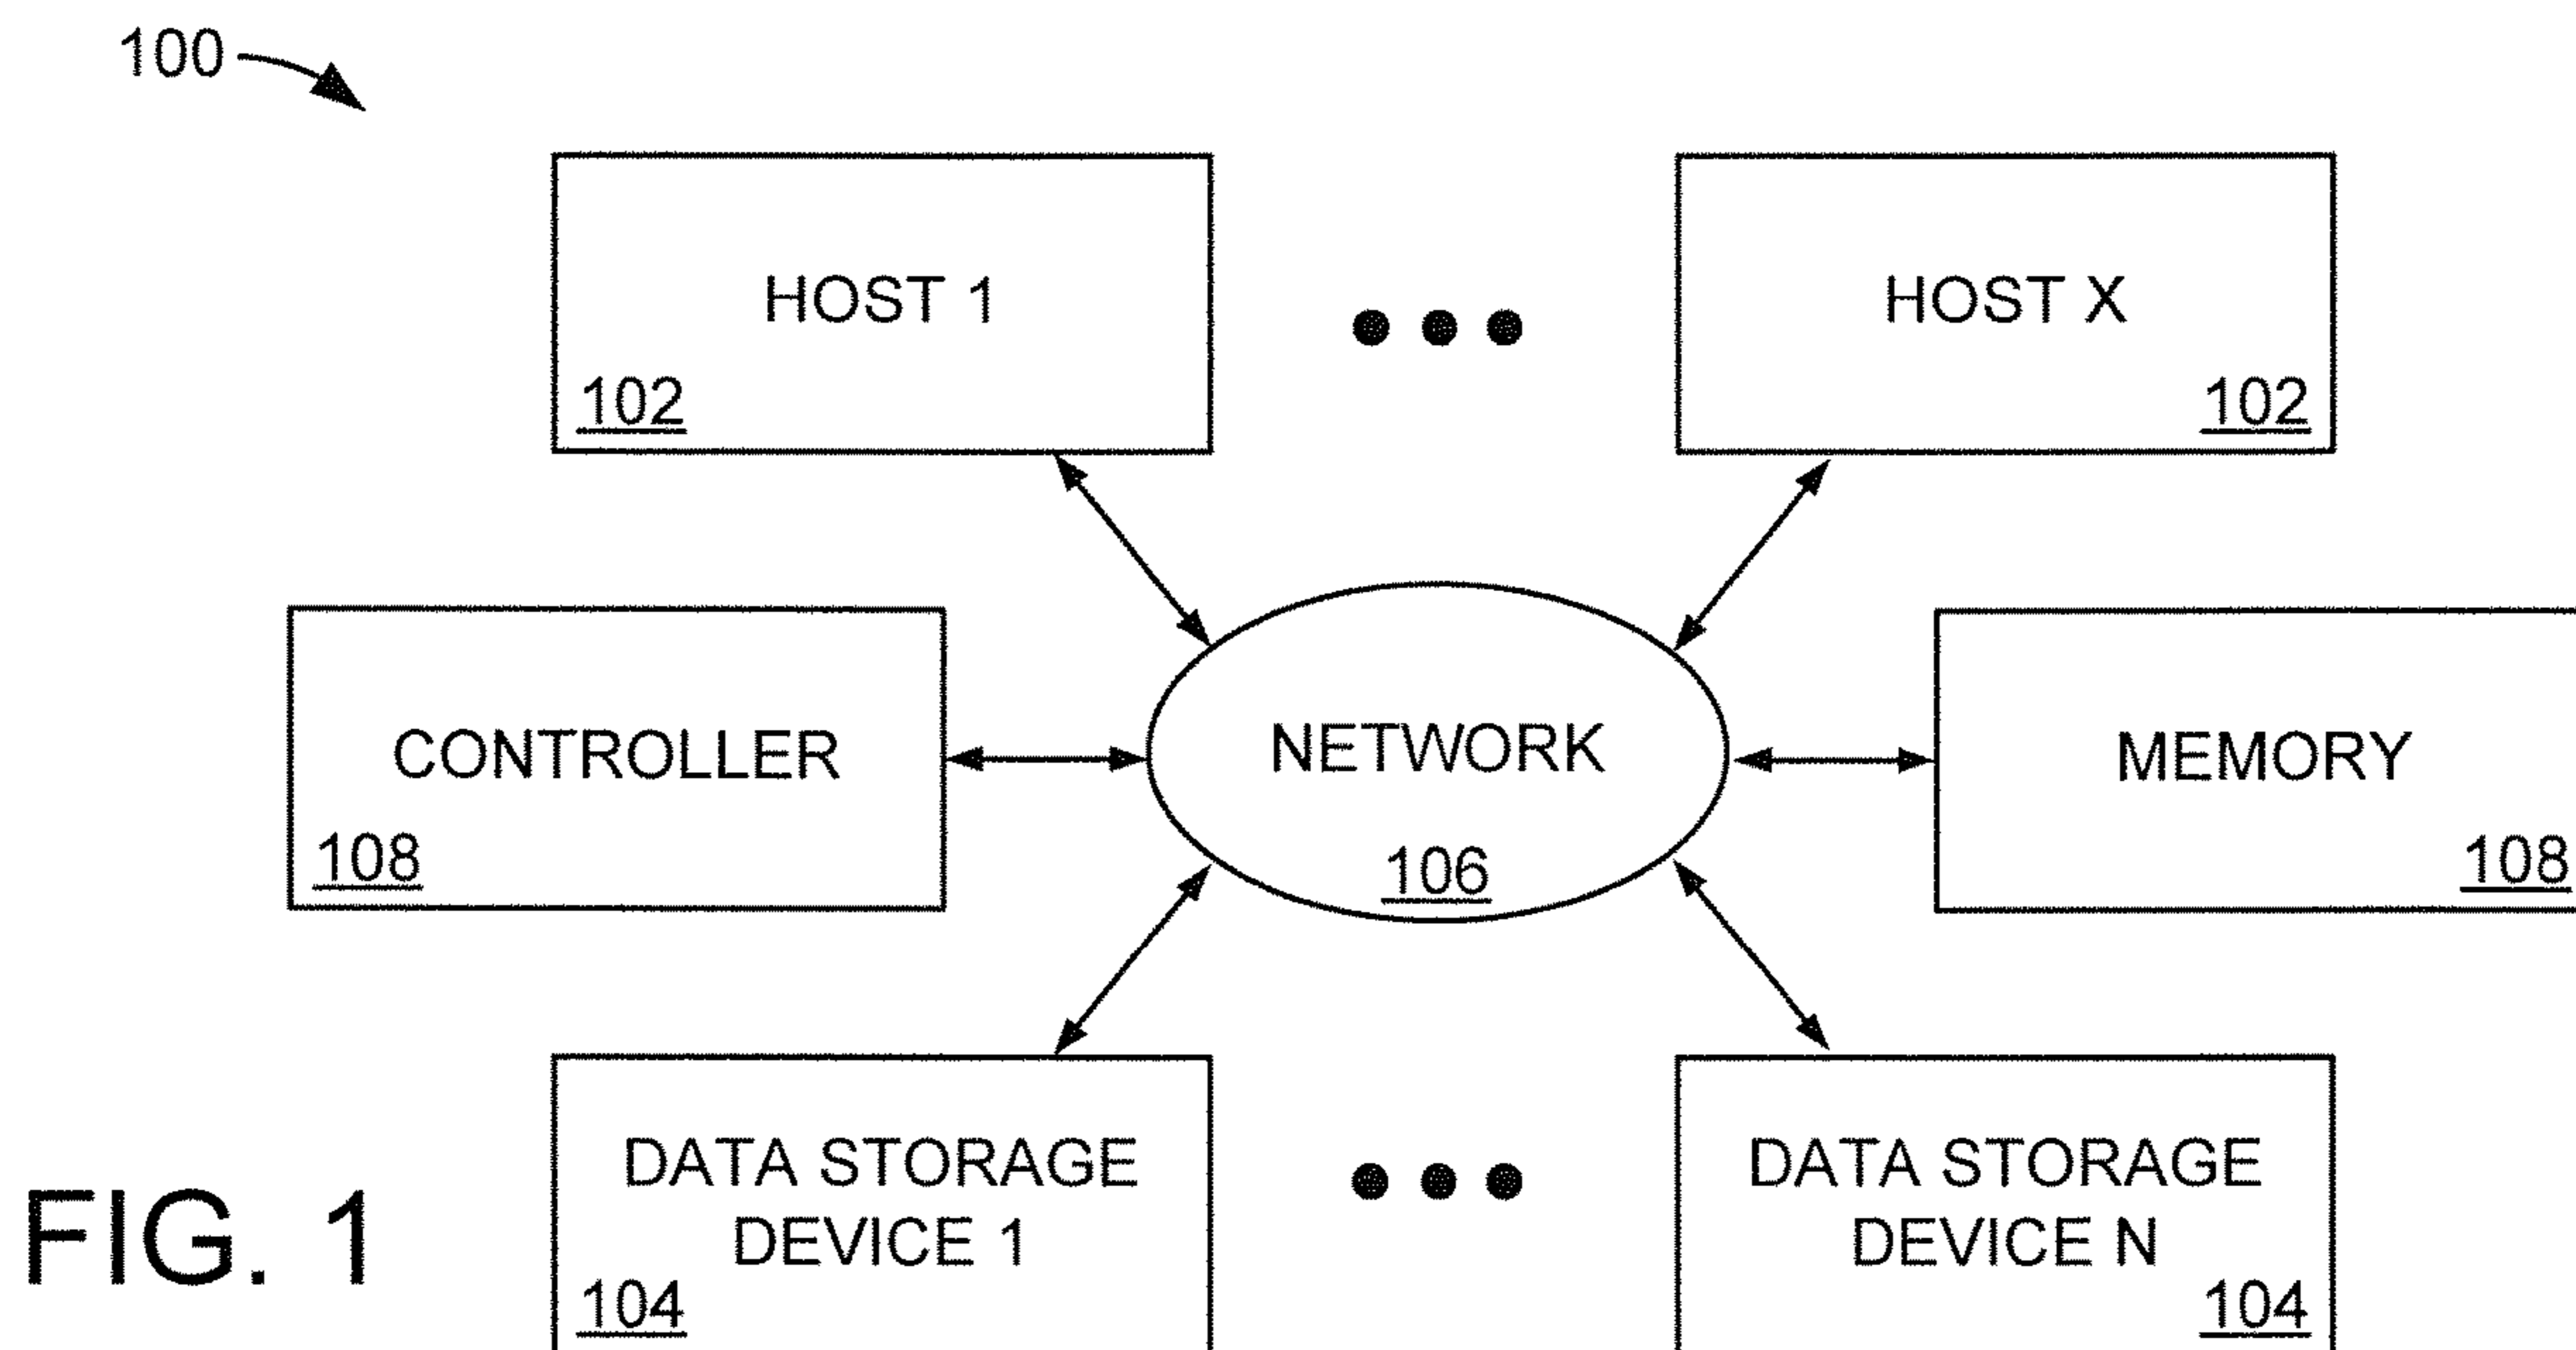 100
HOST 1
102
HOST X
102
CONTROLLER
108
NETWORK
106
MEMORY
108
DATA STORAGE
DEVICE 1
104
DATA STORAGE
DEVICE N
104
FIG. 1